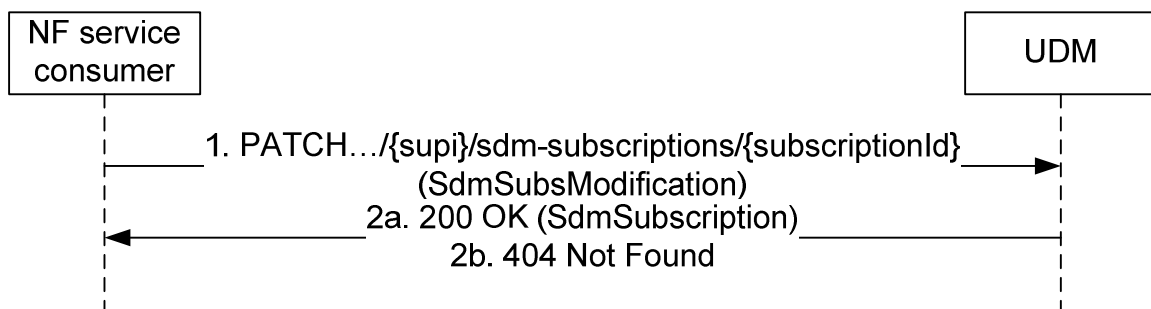 NF service
consumer
UDM
1. PATCH…/{supi}/sdm-subscriptions/{subscriptionId}
(SdmSubsModification)
2a. 200 OK (SdmSubscription)
2b. 404 Not Found